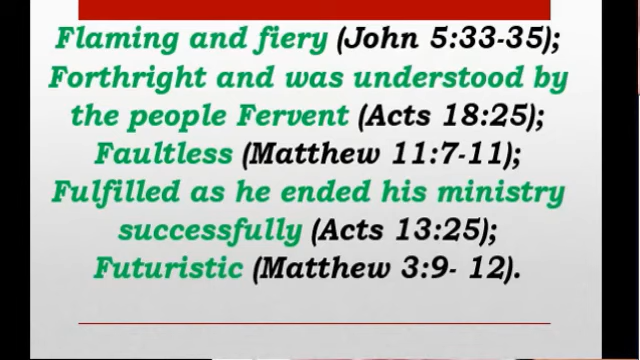 Flaming and fiery (John 5:33-35);
Forthright and was understood by
the people Fervent (Acts 18:25);
Faultless (Matthew 11:7-11);
Fulfilled as he ended his ministry
successfully (Acts 13:25);
Futuristic (Matthew 3:9- 12).